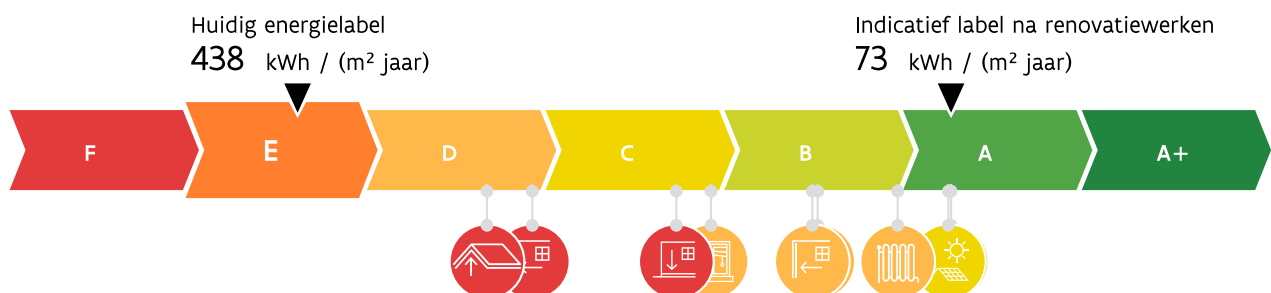 Huidig energielabel
438 kWh / (m² jaar)
Indicatief label na renovatiewerken
73 kWh / (m² jaar)
F E D C B A A+